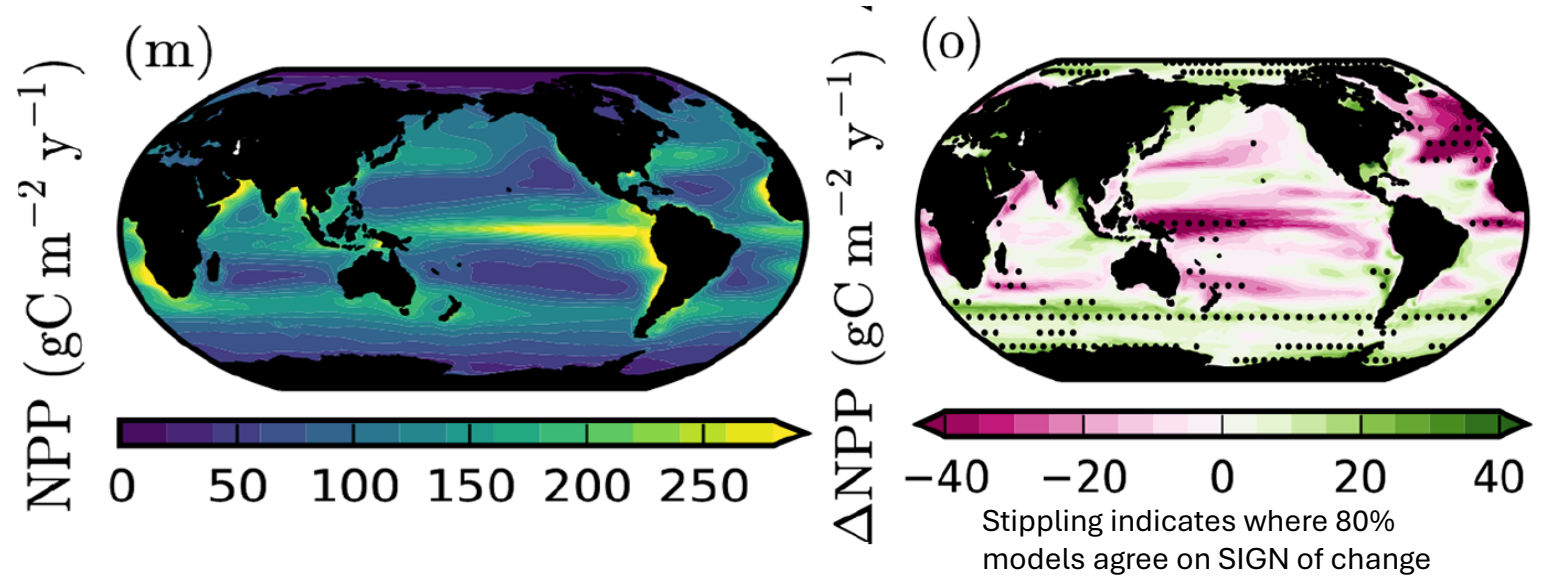 (m)
NPP (gC m⁻² y⁻¹)
0 50 100 150 200 250
(o)
ΔNPP (gC m⁻² y⁻¹)
−40 −20 0 20 40
Stippling indicates where 80%
models agree on SIGN of change